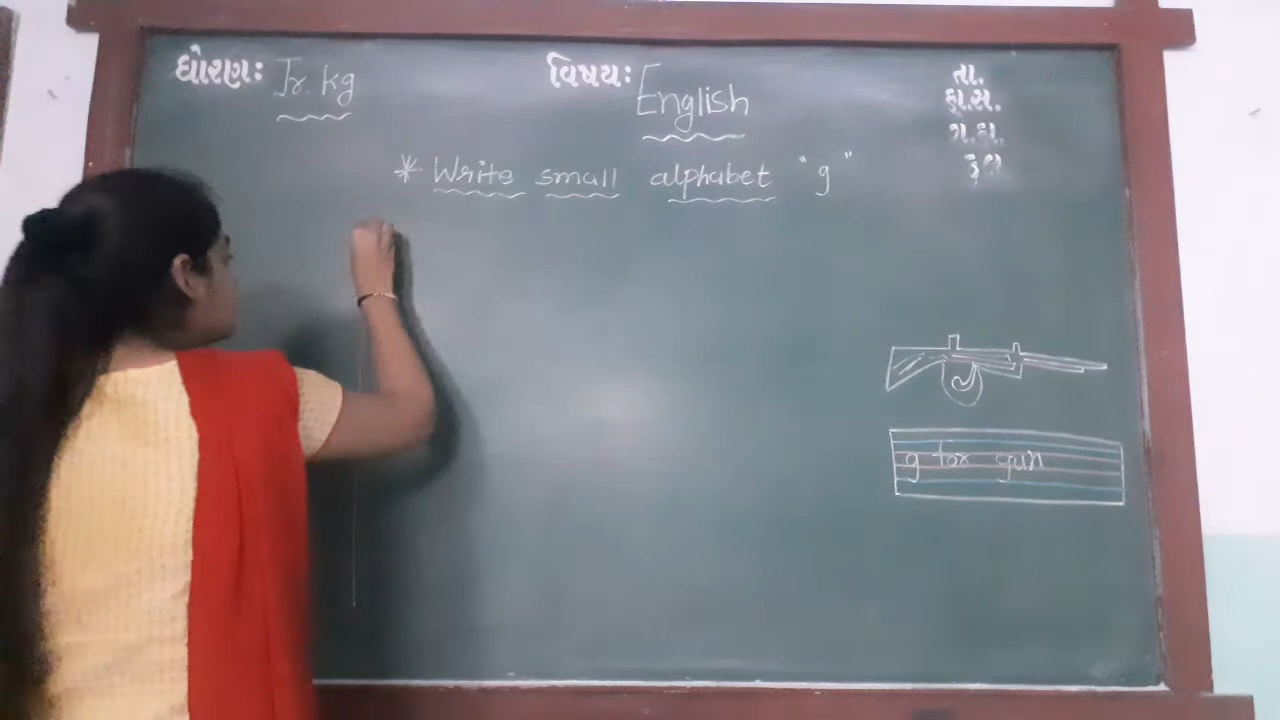 ધોરણ: Jr. kg
વિષય: English
તા.
હા.સ.
ગ.હા.
કુલ
* Write small alphabet "g"
g for gun